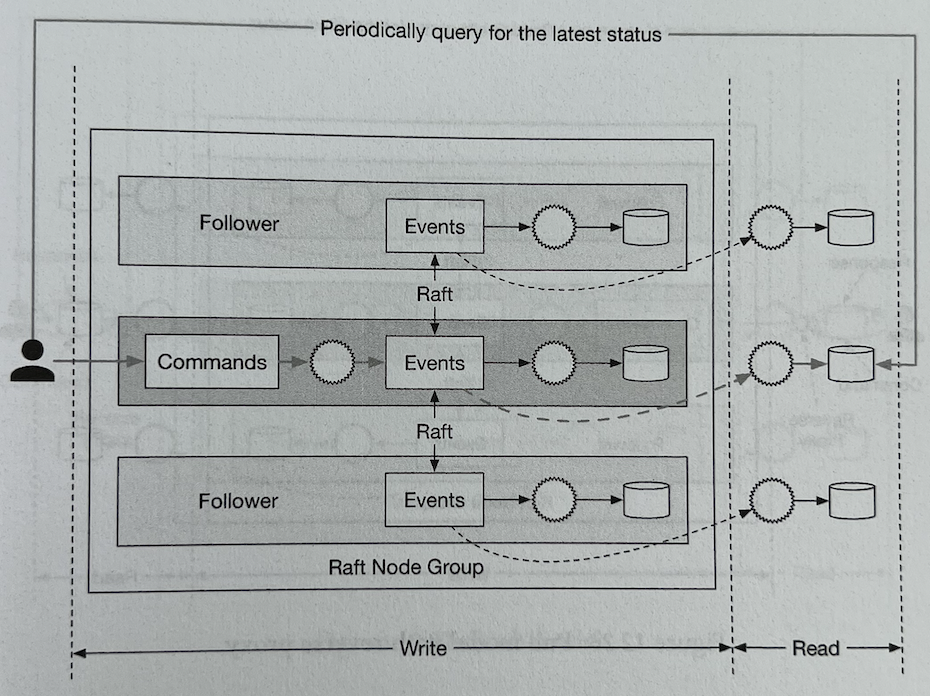 Periodically query for the latest status
Follower
Events
Raft
Commands
Events
Raft
Follower
Events
Raft Node Group
Write
Read